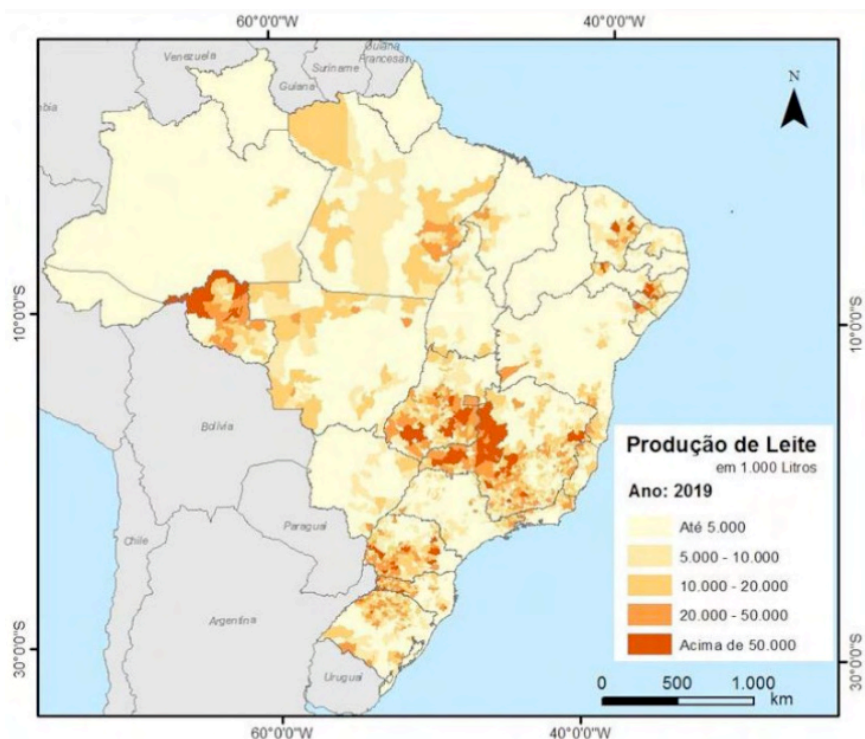 60°0'0"W
40°0'0"W
Venezuela
Suriname
Guiana
Francesa
Guiana
N
10°0'0"S
10°0'0"S
Bolívia
Produção de Leite
em 1.000 Litros
Ano: 2019
Até 5.000
5.000 - 10.000
10.000 - 20.000
20.000 - 50.000
Acima de 50.000
Paraguai
Chile
Argentina
Uruguai
30°0'0"S
30°0'0"S
0 500 1.000
km
60°0'0"W
40°0'0"W